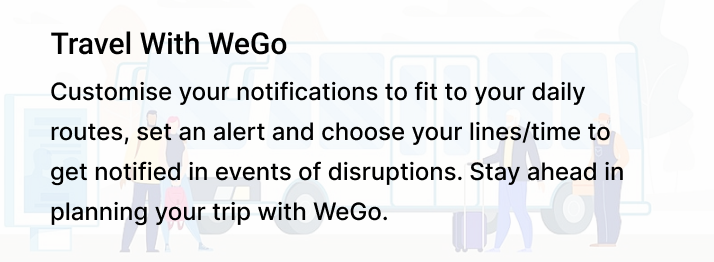 Travel With WeGo
Customise your notifications to fit to your daily
routes, set an alert and choose your lines/time to
get notified in events of disruptions. Stay ahead in
planning your trip with WeGo.